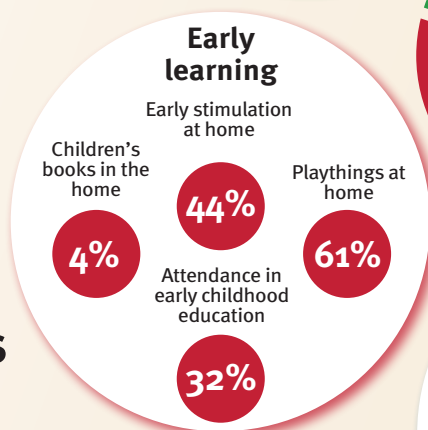 Early
learning
Early stimulation
at home
44%
Children's
books in the
home
4%
Playthings at
home
61%
Attendance in
early childhood
education
32%
s